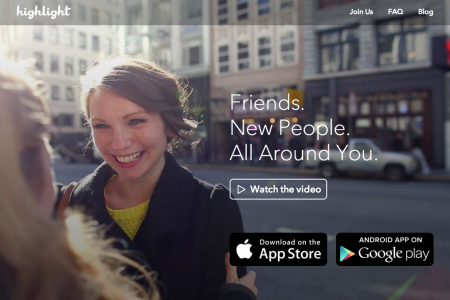 highlight
Join Us FAQ Blog
Friends.
New People.
All Around You.
Watch the video
Download on the
App Store
ANDROID APP ON
Google play